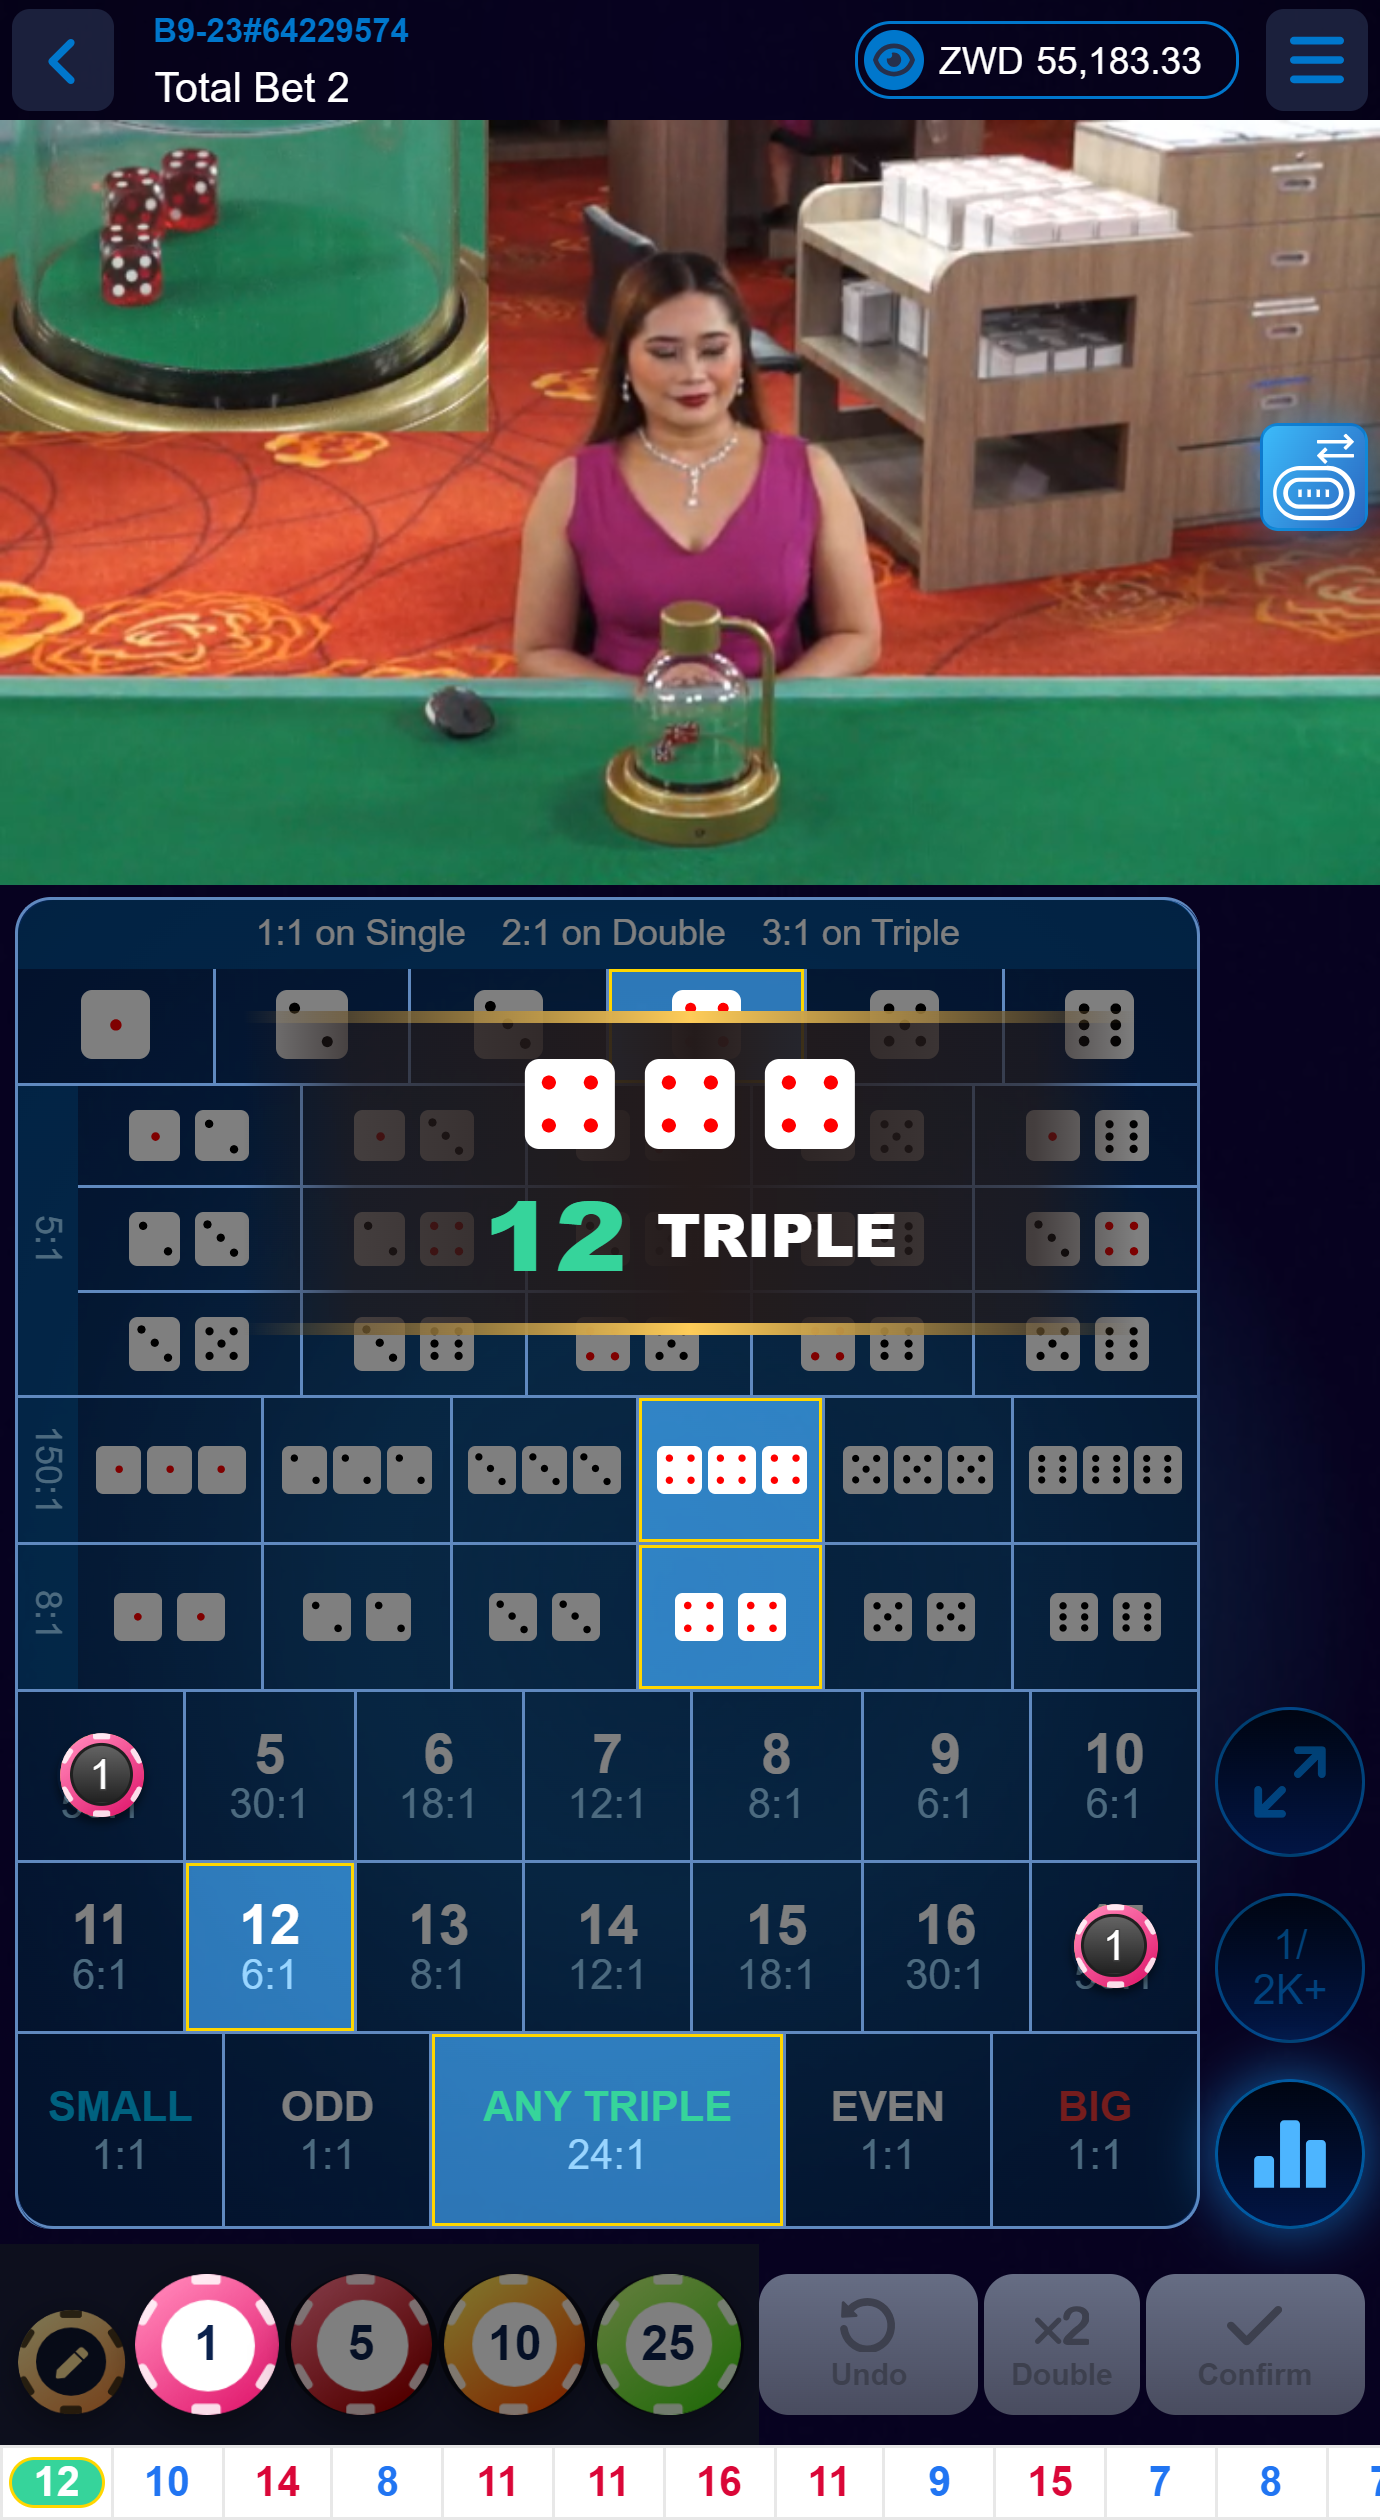 B9-23#64229574
Total Bet 2
ZWD 55,183.33
1:1 on Single 2:1 on Double 3:1 on Triple
12 TRIPLE
5:1
150:1
8:1
1
5 6 7 8 9 10
30:1 18:1 12:1 8:1 6:1 6:1
11 12 13 14 15 16
1
6:1 6:1 8:1 12:1 18:1 30:1
1/
2K+
SMALL ODD ANY TRIPLE EVEN BIG
1:1 1:1 24:1 1:1 1:1
1 5 10 25
x2
Undo Double Confirm
12 10 14 8 11 11 16 11 9 15 7 8